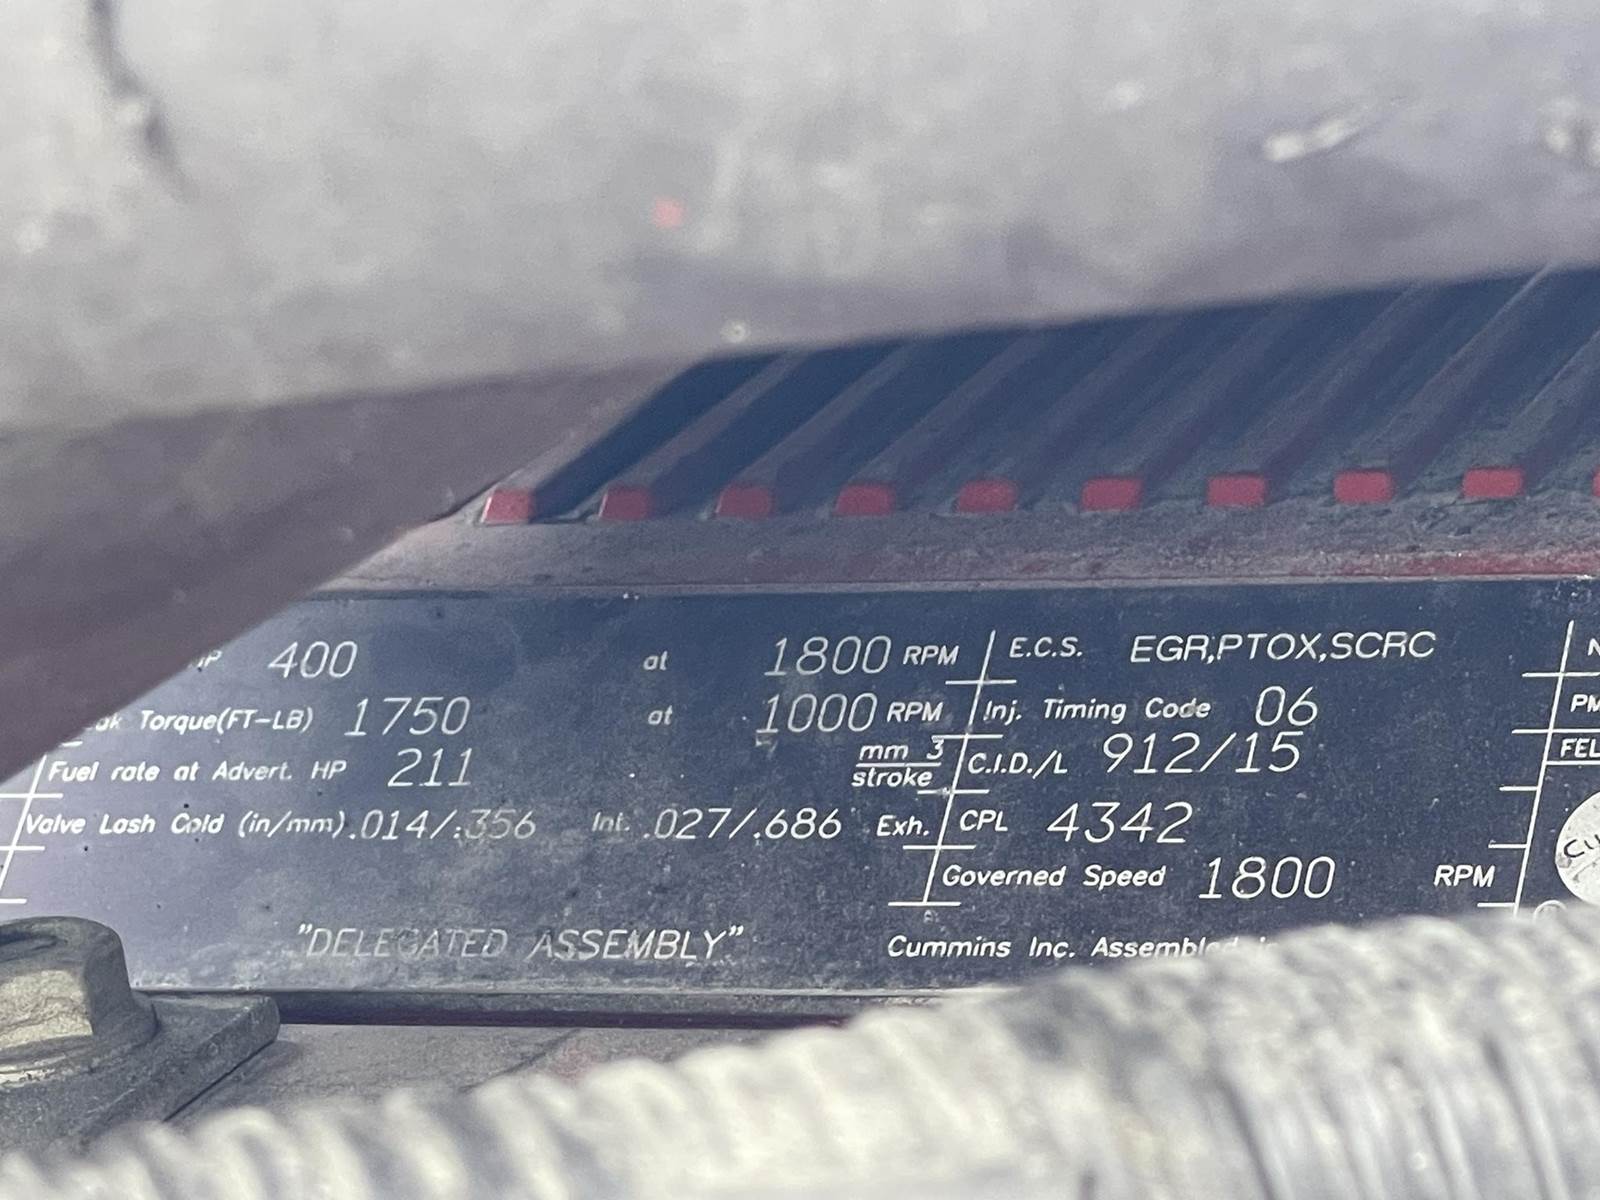 HP 400 at 1800 RPM E.C.S. EGR,PTOX,SCRC
Torque(FT-LB) 1750 at 1000 RPM Inj. Timing Code 06
Fuel rate at Advert. HP 211 mm 3/stroke C.I.D./L 912/15
Valve Lash Cold (in/mm) .014/.356 Int. .027/.686 Exh. CPL 4342
Governed Speed 1800 RPM
"DELEGATED ASSEMBLY" Cummins Inc. Assembled